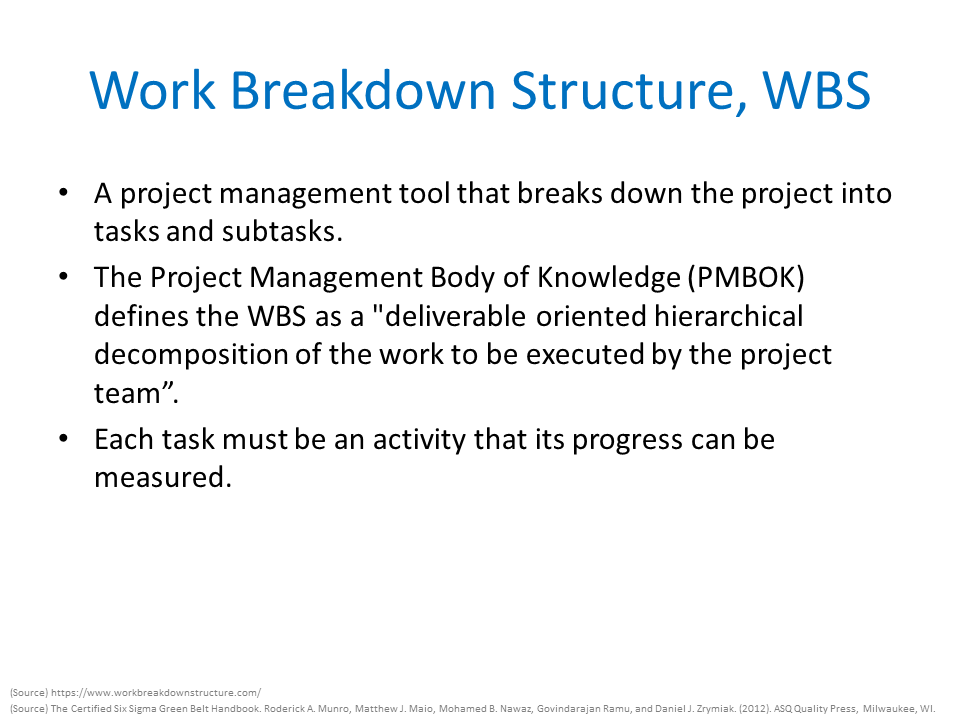 Work Breakdown Structure, WBS
• A project management tool that breaks down the project into
tasks and subtasks.
• The Project Management Body of Knowledge (PMBOK)
defines the WBS as a "deliverable oriented hierarchical
decomposition of the work to be executed by the project
team”.
• Each task must be an activity that its progress can be
measured.
(Source) https://www.workbreakdownstructure.com/
(Source) The Certified Six Sigma Green Belt Handbook. Roderick A. Munro, Matthew J. Maio, Mohamed B. Nawaz, Govindarajan Ramu, and Daniel J. Zrymiak. (2012). ASQ Quality Press, Milwaukee, WI.